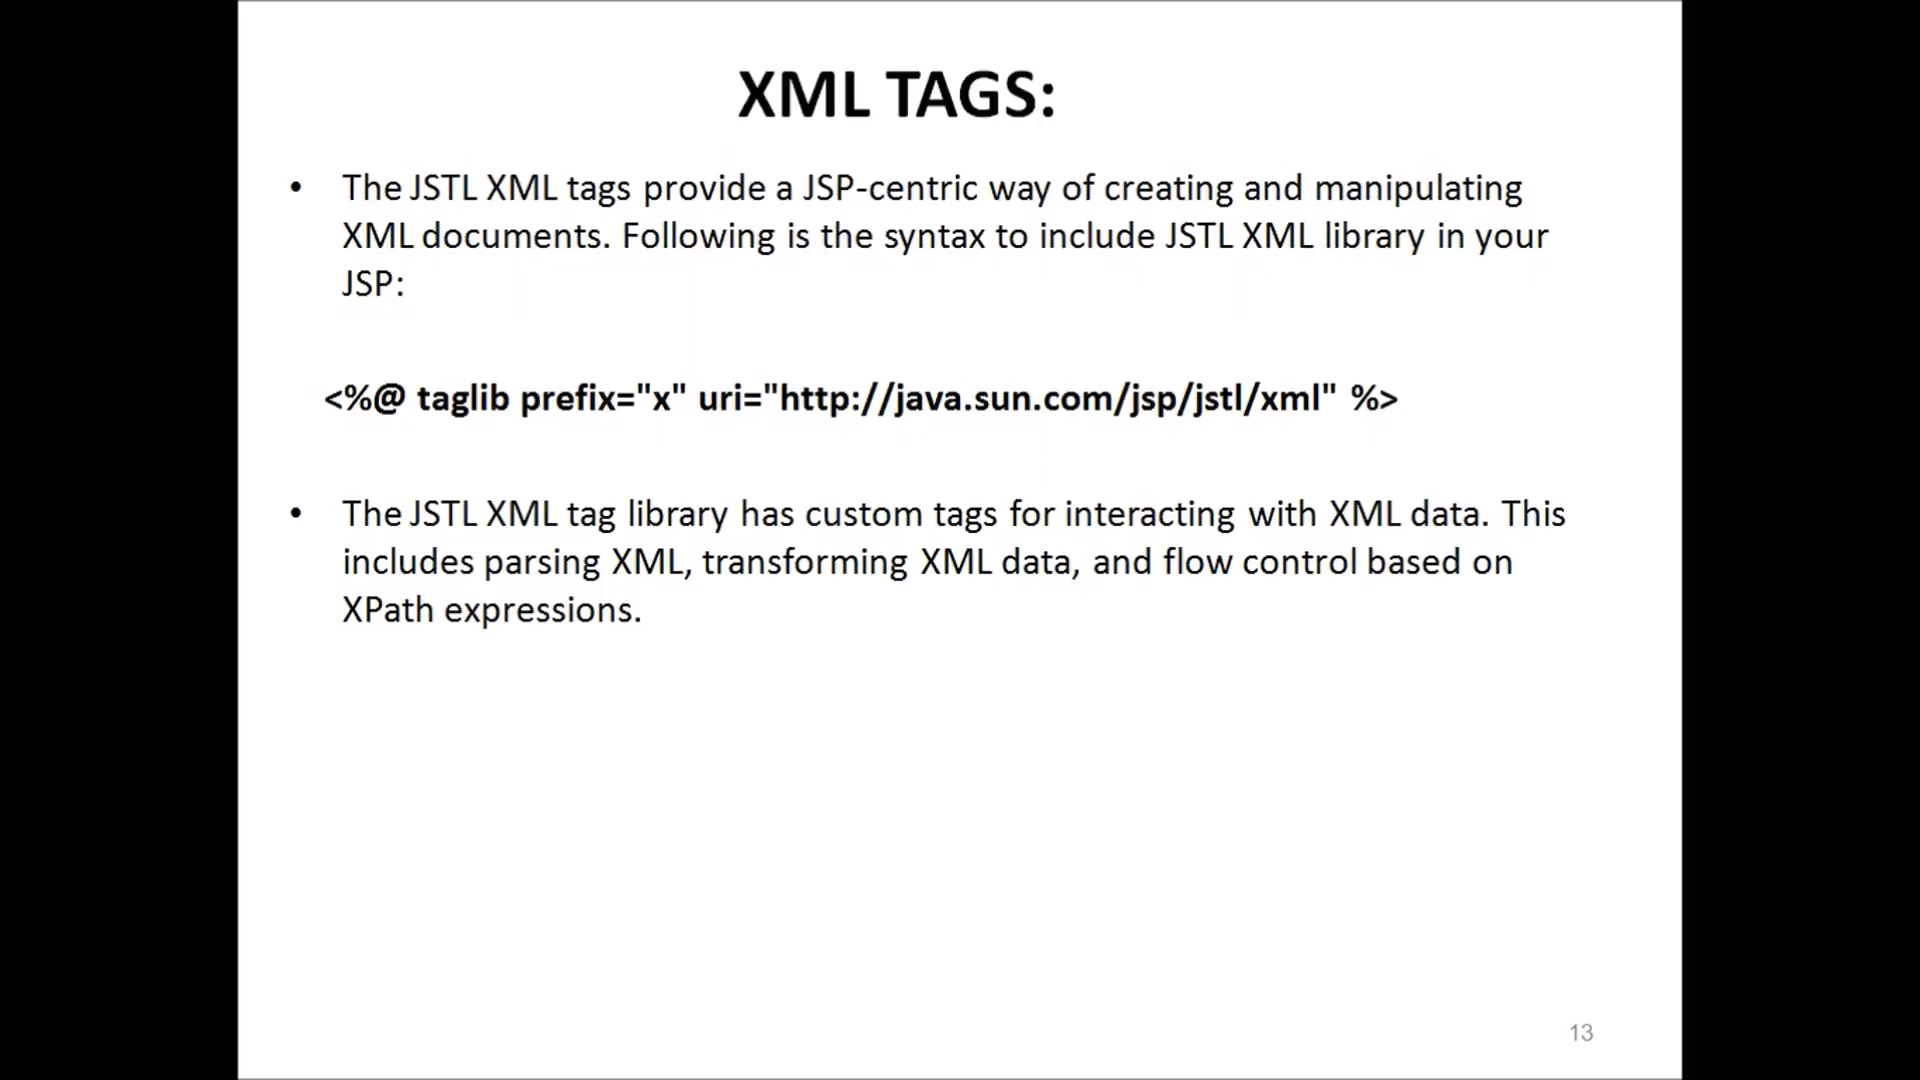 XML TAGS:
• The JSTL XML tags provide a JSP-centric way of creating and manipulating
XML documents. Following is the syntax to include JSTL XML library in your
JSP:
<%@ taglib prefix="x" uri="http://java.sun.com/jsp/jstl/xml" %>
• The JSTL XML tag library has custom tags for interacting with XML data. This
includes parsing XML, transforming XML data, and flow control based on
XPath expressions.
13